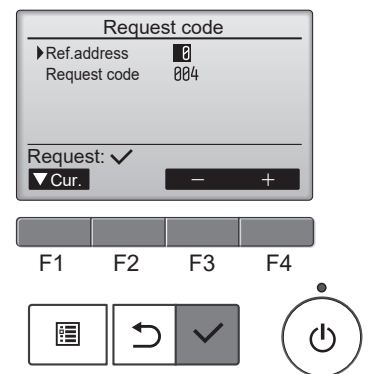 Request code
Ref.address 0
Request code 004
Request: ✓
▼Cur. − +
F1 F2 F3 F4